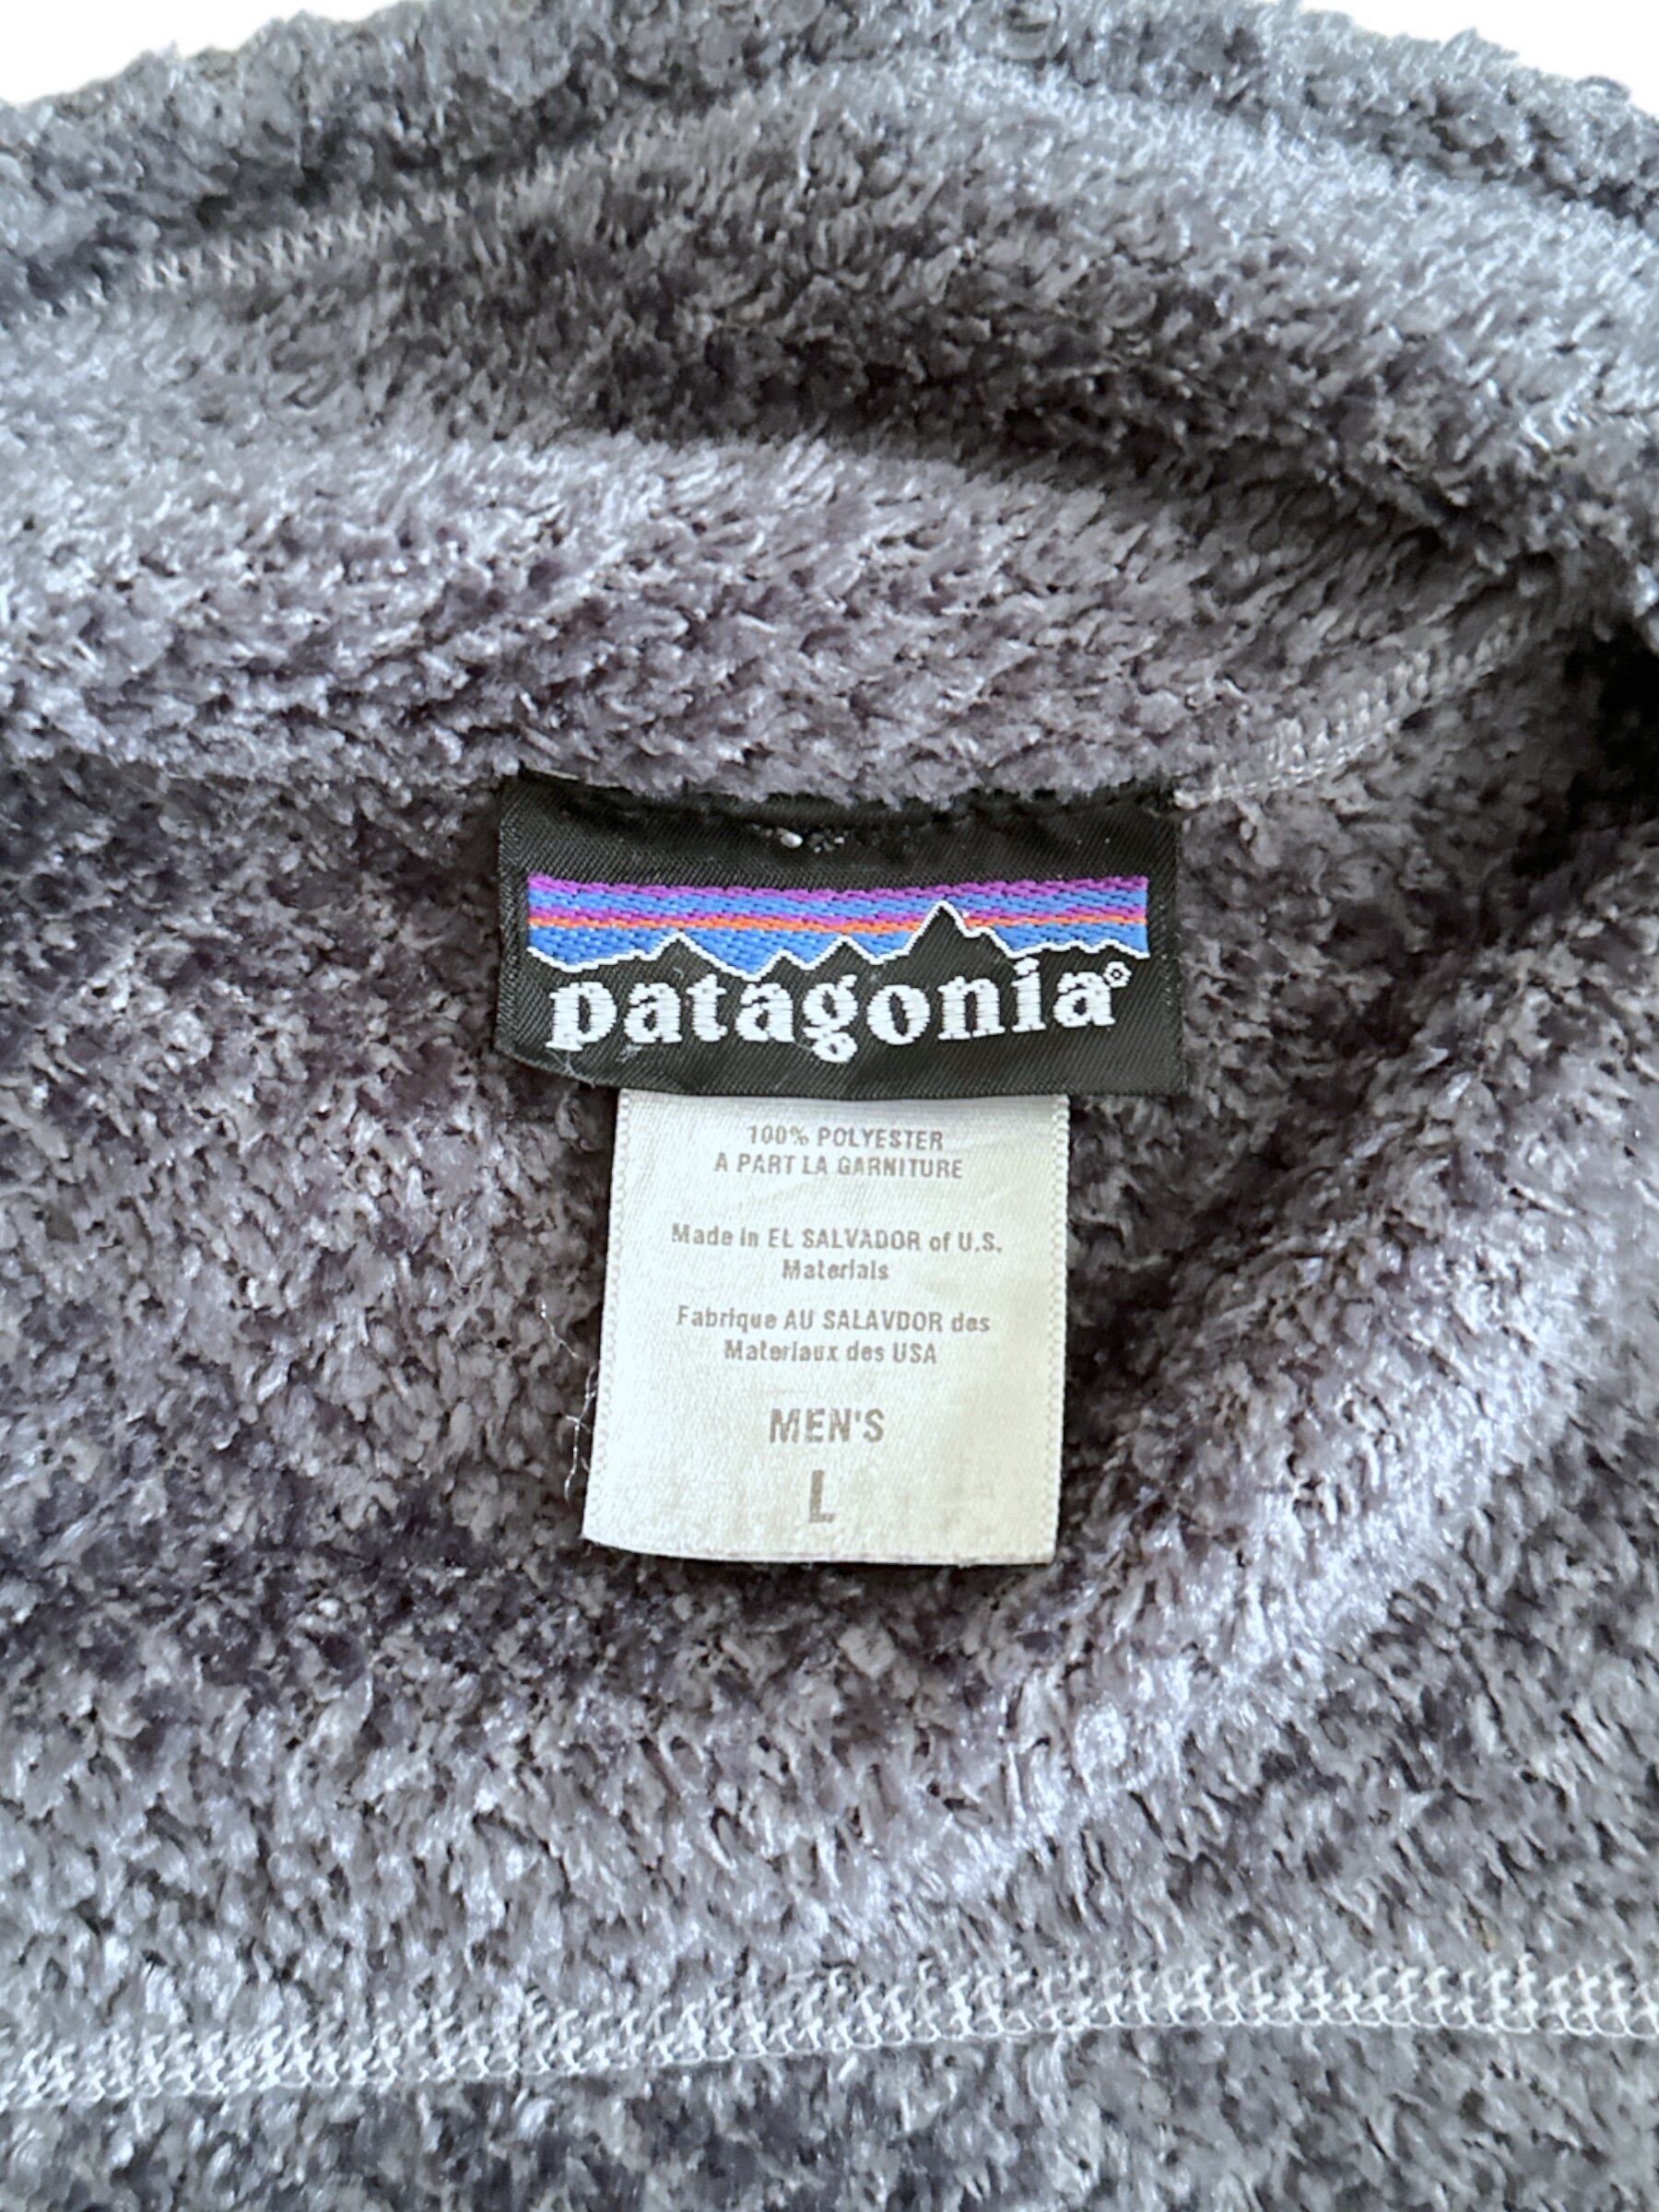 patagonia®
100% POLYESTER
A PART LA GARNITURE
Made in EL SALVADOR of U.S.
Materials
Fabrique AU SALAVDOR des
Materiaux des USA
MEN'S
L